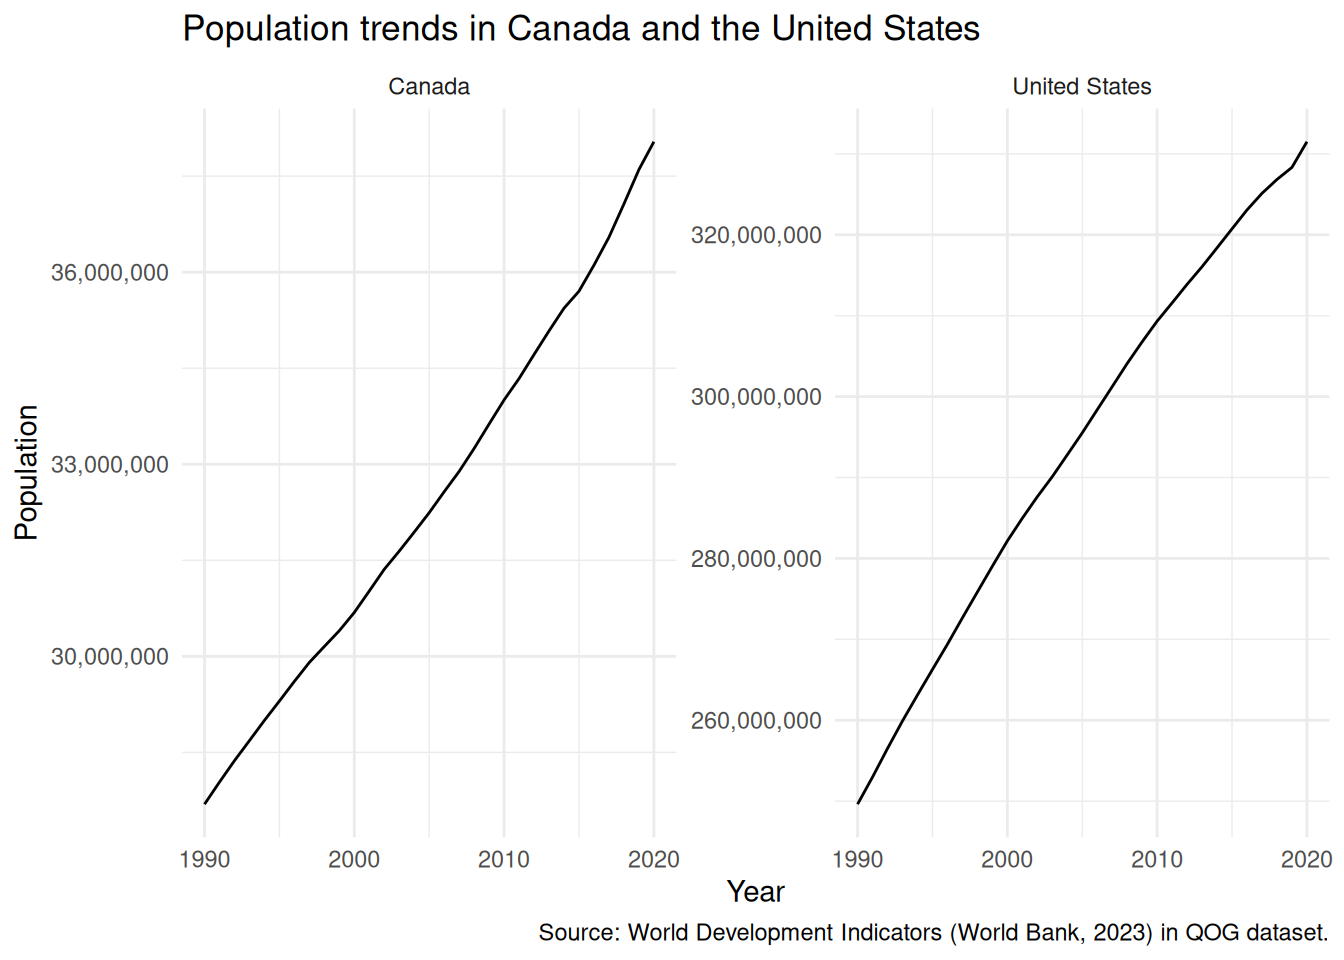 Population trends in Canada and the United States
Canada
United States
Population
36,000,000
33,000,000
30,000,000
320,000,000
300,000,000
280,000,000
260,000,000
1990 2000 2010 2020
1990 2000 2010 2020
Year
Source: World Development Indicators (World Bank, 2023) in QOG dataset.